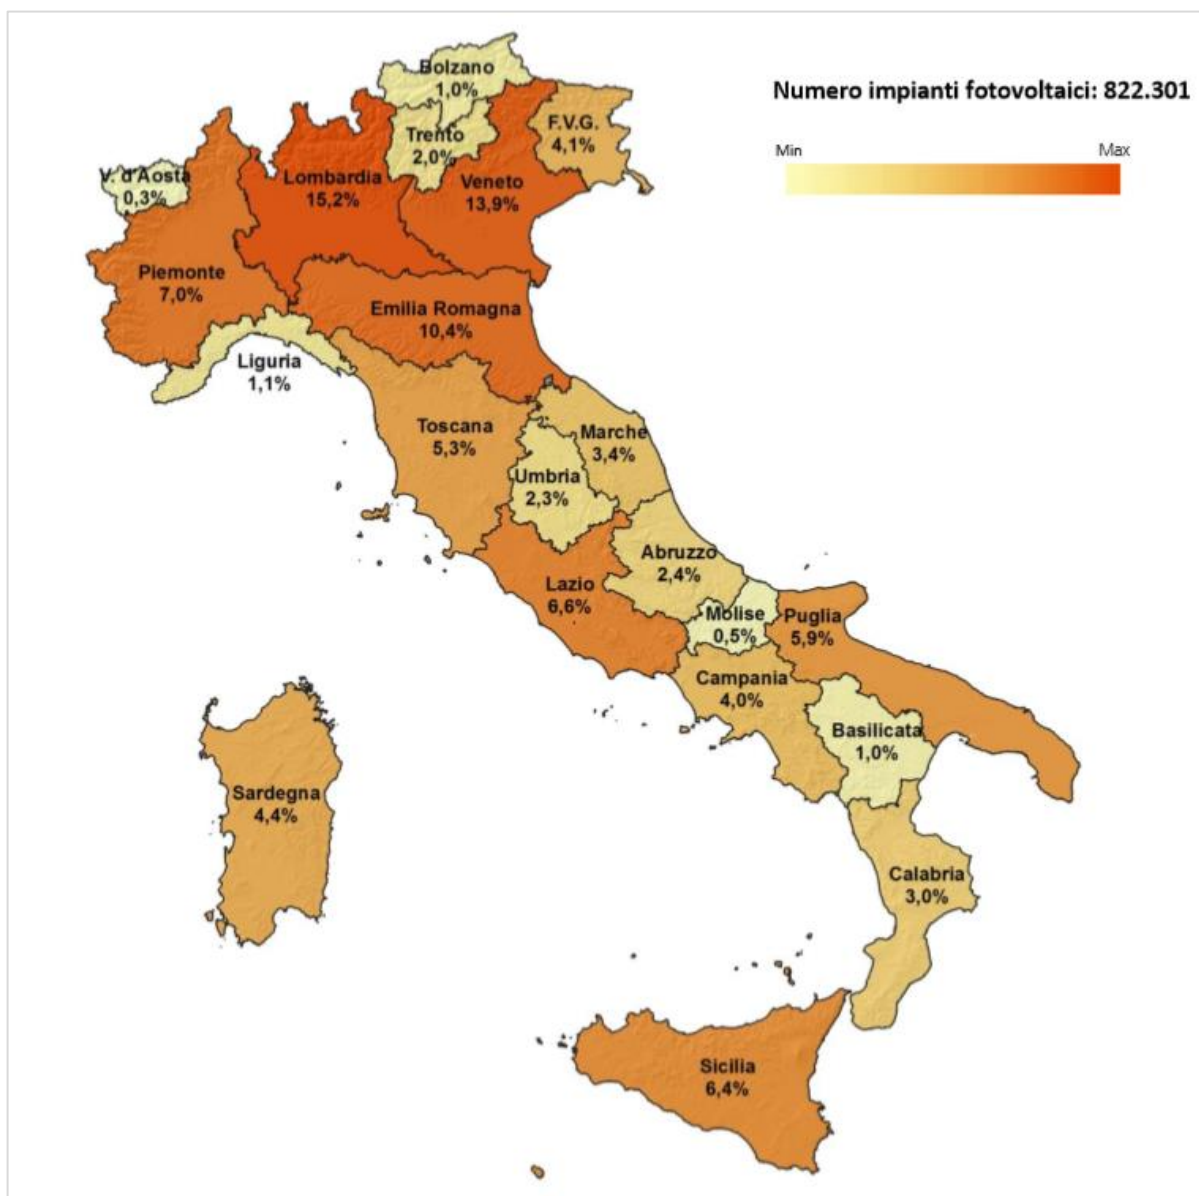 Numero impianti fotovoltaici: 822.301
Min
Max
Bolzano
1,0%
Trento
2,0%
F.V.G.
4,1%
V. d'Aosta
0,3%
Lombardia
15,2%
Veneto
13,9%
Piemonte
7,0%
Emilia Romagna
10,4%
Liguria
1,1%
Toscana
5,3%
Marche
3,4%
Umbria
2,3%
Abruzzo
2,4%
Lazio
6,6%
Molise
0,5%
Puglia
5,9%
Campania
4,0%
Basilicata
1,0%
Sardegna
4,4%
Calabria
3,0%
Sicilia
6,4%